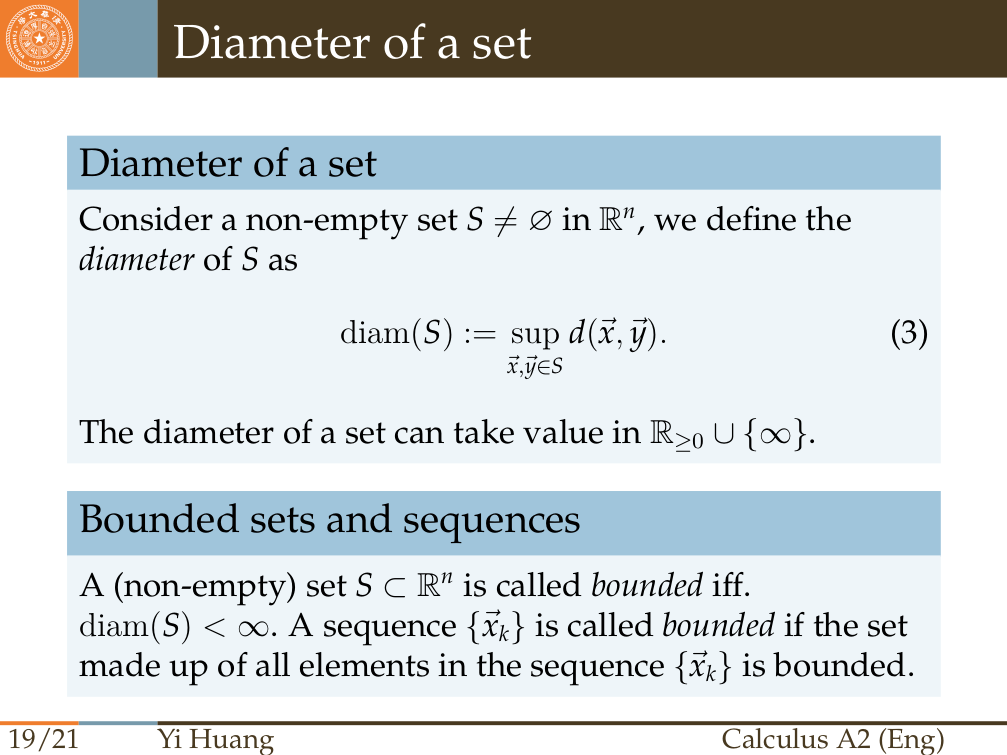 Diameter of a set
Diameter of a set
Consider a non-empty set S ≠ ∅ in ℝⁿ, we define the
diameter of S as
diam(S) := sup d(x⃗, y⃗). (3)
x⃗,y⃗∈S
The diameter of a set can take value in ℝ≥0 ∪ {∞}.
Bounded sets and sequences
A (non-empty) set S ⊂ ℝⁿ is called bounded iff.
diam(S) < ∞. A sequence {x⃗ₖ} is called bounded if the set
made up of all elements in the sequence {x⃗ₖ} is bounded.
19/21 Yi Huang Calculus A2 (Eng)